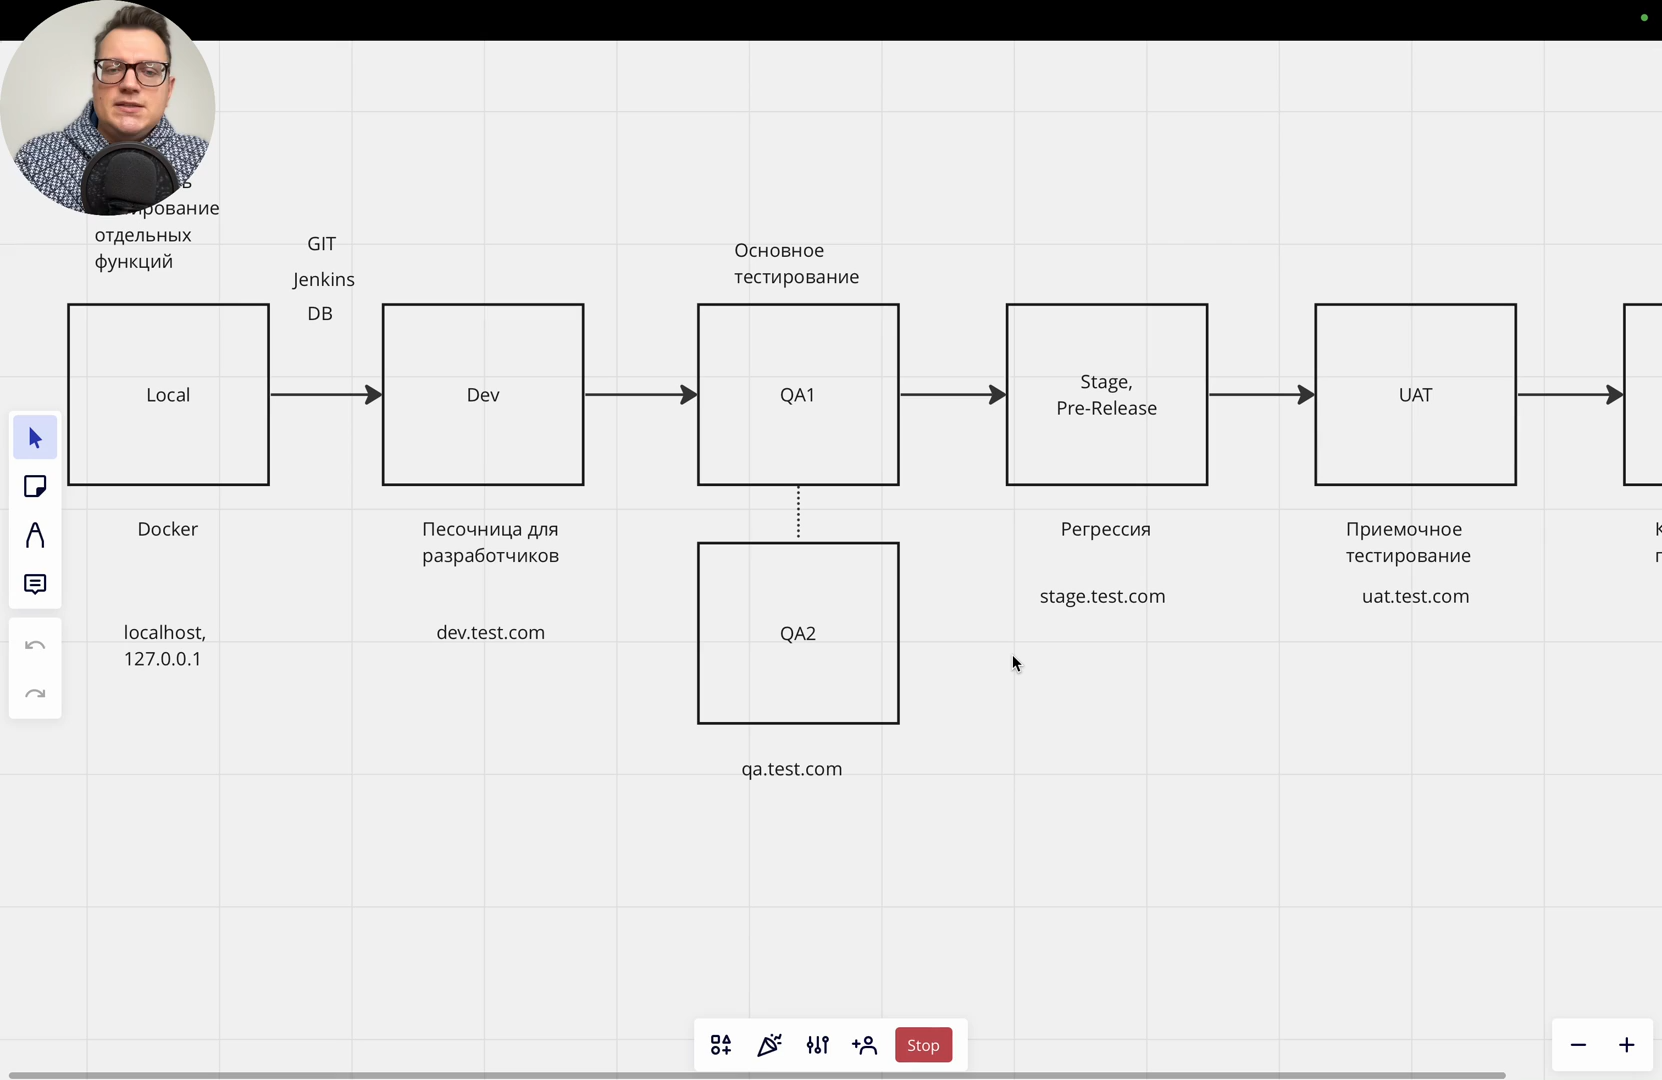 отдельных
функций
GIT
Jenkins
DB
Основное
тестирование
Local
Dev
QA1
Stage,
Pre-Release
UAT
Docker
Песочница для
разработчиков
Регрессия
Приемочное
тестирование
localhost,
127.0.0.1
dev.test.com
QA2
stage.test.com
uat.test.com
qa.test.com
Stop